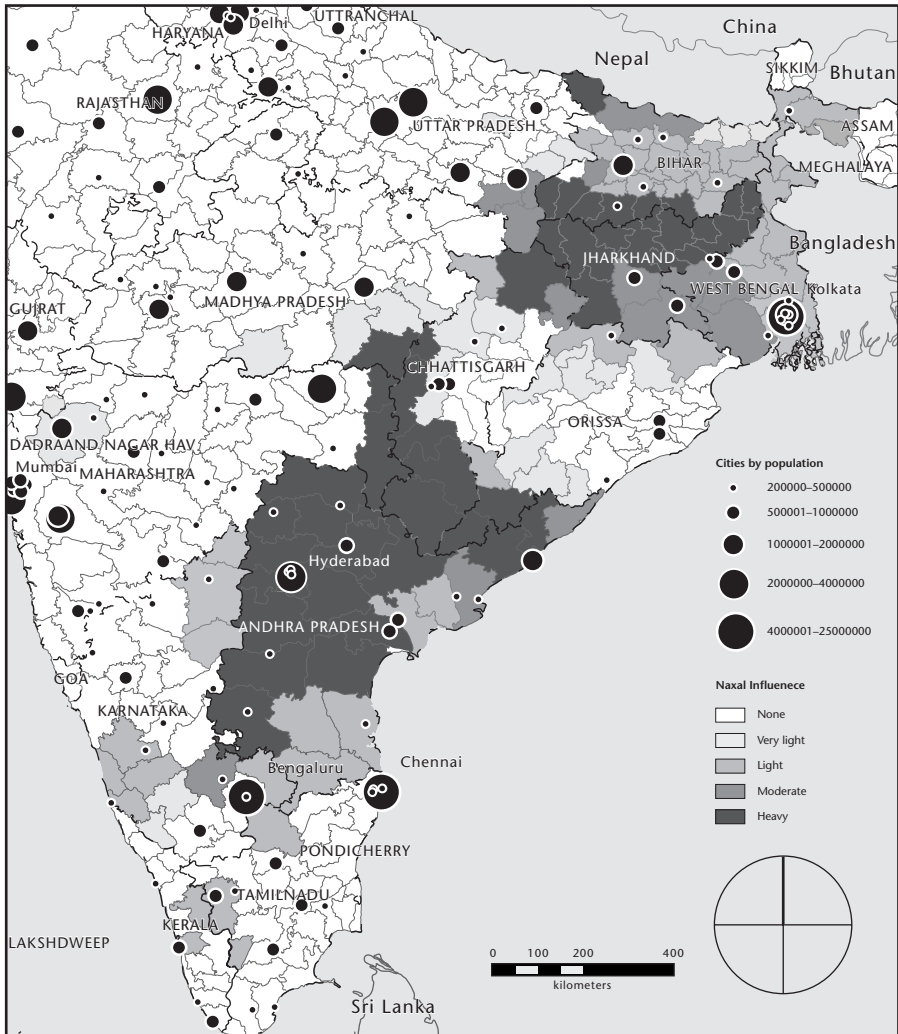 China
UTTRANCHAL
Delhi
HARYANA
Nepal
SIKKIM
Bhutan
RAJASTHAN
UTTAR PRADESH
ASSAM
BIHAR
MEGHALAYA
Bangladesh
JHARKHAND
WEST BENGAL
Kolkata
MADHYA PRADESH
GUJRAT
CHHATTISGARH
ORISSA
DADRAAND NAGAR HAV
Mumbai
MAHARASHTRA
Hyderabad
ANDHRA PRADESH
GOA
KARNATAKA
Bengaluru
Chennai
PONDICHERRY
TAMILNADU
KERALA
LAKSHDWEEP
Sri Lanka
Cities by population
200000–500000
500001–1000000
1000001–2000000
2000000–4000000
4000001–25000000
Naxal Influenece
None
Very light
Light
Moderate
Heavy
0 100 200 400
kilometers